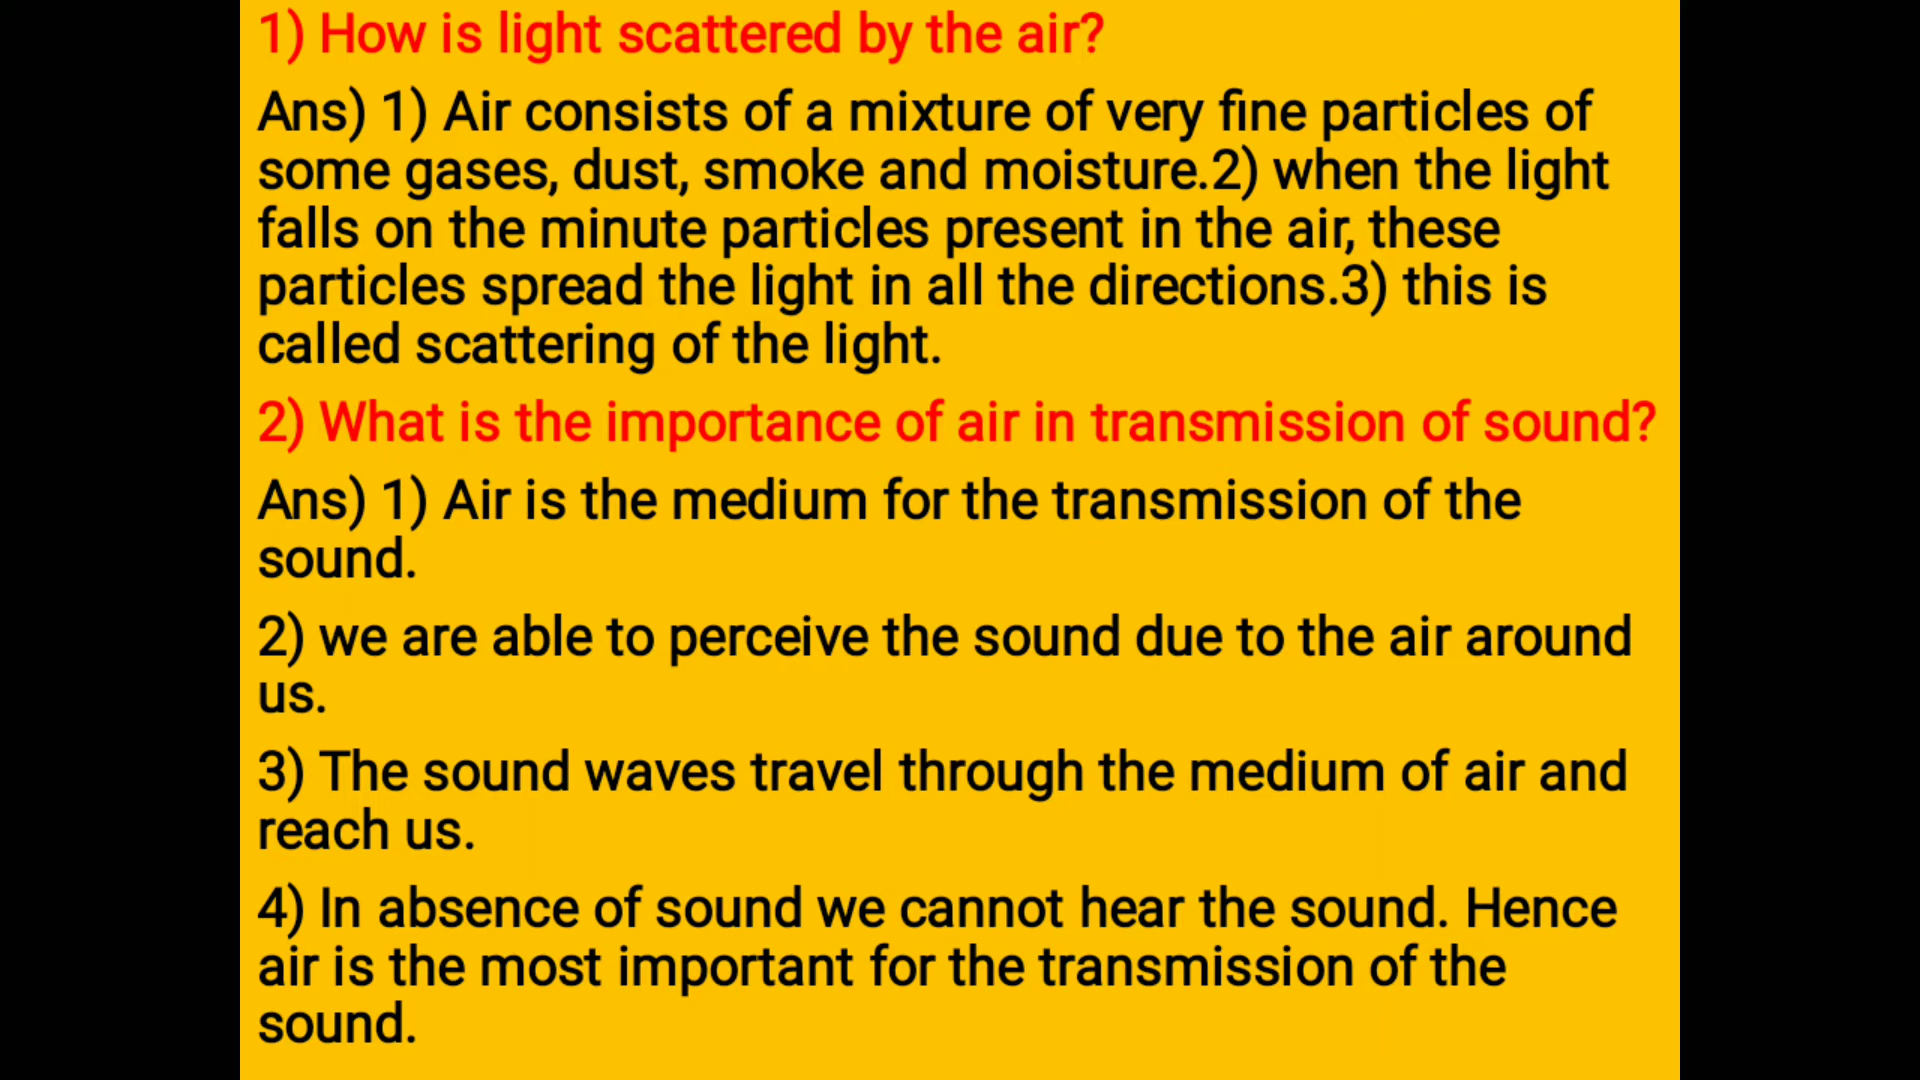 1) How is light scattered by the air?
Ans) 1) Air consists of a mixture of very fine particles of
some gases, dust, smoke and moisture.2) when the light
falls on the minute particles present in the air, these
particles spread the light in all the directions.3) this is
called scattering of the light.
2) What is the importance of air in transmission of sound?
Ans) 1) Air is the medium for the transmission of the
sound.
2) we are able to perceive the sound due to the air around
us.
3) The sound waves travel through the medium of air and
reach us.
4) In absence of sound we cannot hear the sound. Hence
air is the most important for the transmission of the
sound.